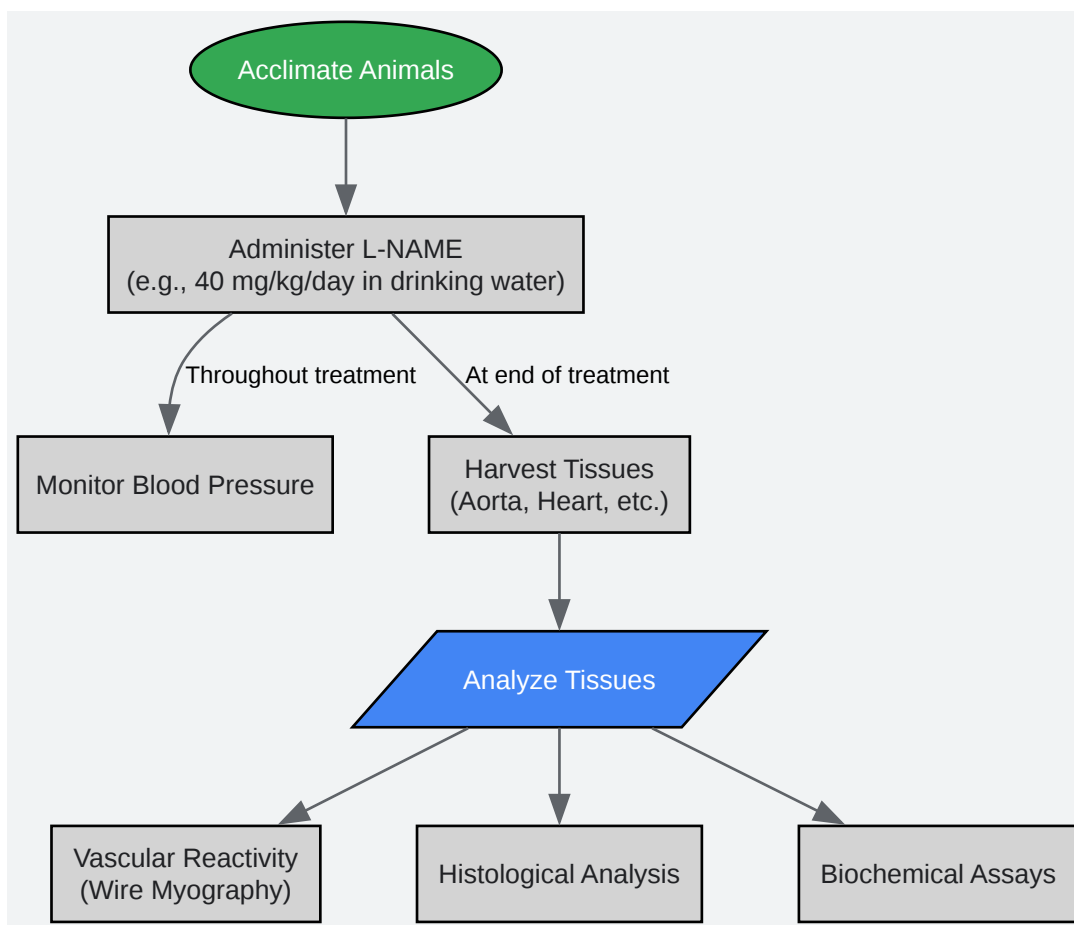 Acclimate Animals
Administer L-NAME
(e.g., 40 mg/kg/day in drinking water)
Throughout treatment
At end of treatment
Monitor Blood Pressure
Harvest Tissues
(Aorta, Heart, etc.)
Analyze Tissues
Vascular Reactivity
(Wire Myography)
Histological Analysis
Biochemical Assays